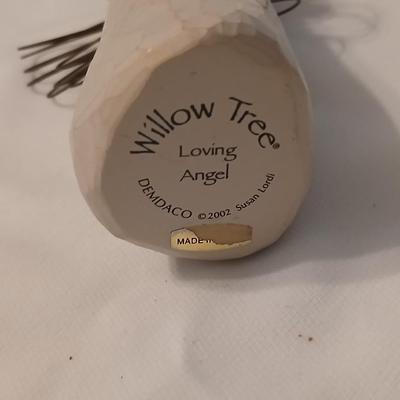 Willow Tree®
Loving
Angel
DEMDACO ©2002 Susan Lordi
MADE